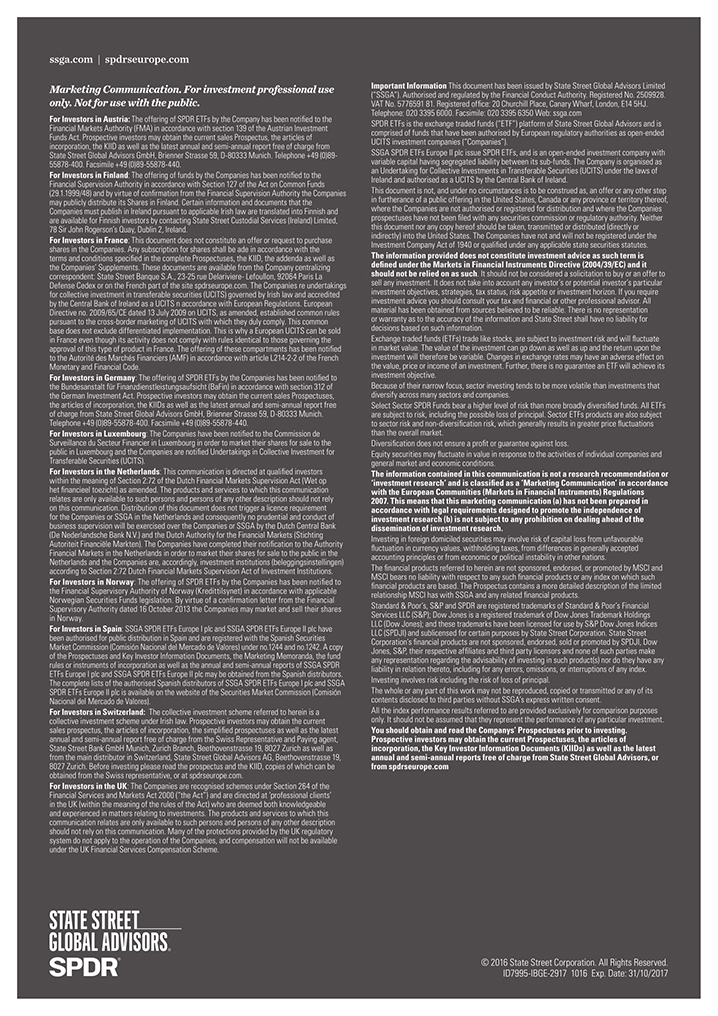 ssga.com | spdrseurope.com
Marketing Communication. For investment professional use
only. Not for use with the public.
For Investors in Austria: The offering of SPDR ETFs by the Company has been notified to the
Financial Markets Authority (FMA) in accordance with section 139 of the Austrian Investment
Funds Act. Prospective investors may obtain the current sales Prospectus, the articles of
incorporation, the KIID as well as the latest annual and semi-annual report free of charge from
State Street Global Advisors GmbH, Brienner Strasse 59, D-80333 Munich. Telephone +49 (0)89-
55878-400. Facsimile +49 (0)89-55878-440.
For Investors in Finland: The offering of funds by the Companies has been notified to the
Financial Supervision Authority in accordance with Section 127 of the Act on Common Funds
(29.1.1999/48) and by virtue of confirmation from the Financial Supervision Authority the Companies
may publicly distribute its Shares in Finland. Certain information and documents that the
Companies must publish in Ireland pursuant to applicable Irish law are translated into Finnish and
are available for Finnish investors by contacting State Street Custodial Services (Ireland) Limited,
78 Sir John Rogerson's Quay, Dublin 2, Ireland.
For Investors in France: This document does not constitute an offer or request to purchase
shares in the Companies. Any subscription for shares shall be ade in accordance with the
terms and conditions specified in the complete Prospectuses, the KIID, the addenda as well as
the Companies' Supplements. These documents are available from the Company centralizing
correspondent: State Street Banque S.A., 23-25 rue Delariviere- Lefoullon, 92064 Paris La
Defense Cedex or on the French part of the site spdrseurope.com. The Companies re undertakings
for collective investment in transferable securities (UCITS) governed by Irish law and accredited
by the Central Bank of Ireland as a UCITS n accordance with European Regulations. European
Directive no. 2009/65/CE dated 13 July 2009 on UCITS, as amended, established common rules
pursuant to the cross-border marketing of UCITS with which they duly comply. This common
base does not exclude differentiated implementation. This is why a European UCITS can be sold
in France even though its activity does not comply with rules identical to those governing the
approval of this type of product in France. The offering of these compartments has been notified
to the Autorité des Marchés Financiers (AMF) in accordance with article L214-2-2 of the French
Monetary and Financial Code.
For Investors in Germany: The offering of SPDR ETFs by the Companies has been notified to
the Bundesanstalt für Finanzdienstleistungsaufsicht (BaFin) in accordance with section 312 of
the German Investment Act. Prospective investors may obtain the current sales Prospectuses,
the articles of incorporation, the KIIDs as well as the latest annual and semi-annual report free
of charge from State Street Global Advisors GmbH, Brienner Strasse 59, D-80333 Munich.
Telephone +49 (0)89-55878-400. Facsimile +49 (0)89-55878-440.
For Investors in Luxembourg: The Companies have been notified to the Commission de
Surveillance du Secteur Financier in Luxembourg in order to market their shares for sale to the
public in Luxembourg and the Companies are notified Undertakings in Collective Investment for
Transferable Securities (UCITS).
For Investors in the Netherlands: This communication is directed at qualified investors
within the meaning of Section 2:72 of the Dutch Financial Markets Supervision Act (Wet op
het financieel toezicht) as amended. The products and services to which this communication
relates are only available to such persons and persons of any other description should not rely
on this communication. Distribution of this document does not trigger a licence requirement
for the Companies or SSGA in the Netherlands and consequently no prudential and conduct of
business supervision will be exercised over the Companies or SSGA by the Dutch Central Bank
(De Nederlandsche Bank N.V.) and the Dutch Authority for the Financial Markets (Stichting
Autoriteit Financiële Markten). The Companies have completed their notification to the Authority
Financial Markets in the Netherlands in order to market their shares for sale to the public in the
Netherlands and the Companies are, accordingly, investment institutions (beleggingsinstellingen)
according to Section 2:72 Dutch Financial Markets Supervision Act of Investment Institutions.
For Investors in Norway: The offering of SPDR ETFs by the Companies has been notified to
the Financial Supervisory Authority of Norway (Kredittilsynet) in accordance with applicable
Norwegian Securities Funds legislation. By virtue of a confirmation letter from the Financial
Supervisory Authority dated 16 October 2013 the Companies may market and sell their shares
in Norway.
For Investors in Spain: SSGA SPDR ETFs Europe I plc and SSGA SPDR ETFs Europe II plc have
been authorised for public distribution in Spain and are registered with the Spanish Securities
Market Commission (Comisión Nacional del Mercado de Valores) under no.1244 and no.1242. A copy
of the Prospectuses and Key Investor Information Documents, the Marketing Memoranda, the fund
rules or instruments of incorporation as well as the annual and semi-annual reports of SSGA SPDR
ETFs Europe I plc and SSGA SPDR ETFs Europe II plc may be obtained from the Spanish distributors.
The complete lists of the authorised Spanish distributors of SSGA SPDR ETFs Europe I plc and SSGA
SPDR ETFs Europe II plc is available on the website of the Securities Market Commission (Comisión
Nacional del Mercado de Valores).
For Investors in Switzerland: The collective investment scheme referred to herein is a
collective investment scheme under Irish law. Prospective investors may obtain the current
sales prospectus, the articles of incorporation, the simplified prospectuses as well as the latest
annual and semi-annual report free of charge from the Swiss Representative and Paying agent,
State Street Bank GmbH Munich, Zurich Branch, Beethovenstrasse 19, 8027 Zurich as well as
from the main distributor in Switzerland, State Street Global Advisors AG, Beethovenstrasse 19,
8027 Zurich. Before investing please read the prospectus and the KIID, copies of which can be
obtained from the Swiss representative, or at spdrseurope.com.
For Investors in the UK: The Companies are recognised schemes under Section 264 of the
Financial Services and Markets Act 2000 ("the Act") and are directed at 'professional clients'
in the UK (within the meaning of the rules of the Act) who are deemed both knowledgeable
and experienced in matters relating to investments. The products and services to which this
communication relates are only available to such persons and persons of any other description
should not rely on this communication. Many of the protections provided by the UK regulatory
system do not apply to the operation of the Companies, and compensation will not be available
under the UK Financial Services Compensation Scheme.
Important Information This document has been issued by State Street Global Advisors Limited
("SSGA"). Authorised and regulated by the Financial Conduct Authority. Registered No. 2509928.
VAT No. 5776591 81. Registered office: 20 Churchill Place, Canary Wharf, London, E14 5HJ.
Telephone: 020 3395 6000. Facsimile: 020 3395 6350 Web: ssga.com
SPDR ETFs is the exchange traded funds ("ETF") platform of State Street Global Advisors and is
comprised of funds that have been authorised by European regulatory authorities as open-ended
UCITS investment companies ("Companies").
SSGA SPDR ETFs Europe II plc issue SPDR ETFs, and is an open-ended investment company with
variable capital having segregated liability between its sub-funds. The Company is organised as
an Undertaking for Collective Investments in Transferable Securities (UCITS) under the laws of
Ireland and authorised as a UCITS by the Central Bank of Ireland.
This document is not, and under no circumstances is to be construed as, an offer or any other step
in furtherance of a public offering in the United States, Canada or any province or territory thereof,
where the Companies are not authorised or registered for distribution and where the Companies
prospectuses have not been filed with any securities commission or regulatory authority. Neither
this document nor any copy hereof should be taken, transmitted or distributed (directly or
indirectly) into the United States. The Companies have not and will not be registered under the
Investment Company Act of 1940 or qualified under any applicable state securities statutes.
The information provided does not constitute investment advice as such term is
defined under the Markets in Financial Instruments Directive (2004/39/EC) and it
should not be relied on as such. It should not be considered a solicitation to buy or an offer to
sell any investment. It does not take into account any investor's or potential investor's particular
investment objectives, strategies, tax status, risk appetite or investment horizon. If you require
investment advice you should consult your tax and financial or other professional advisor. All
material has been obtained from sources believed to be reliable. There is no representation
or warranty as to the accuracy of the information and State Street shall have no liability for
decisions based on such information.
Exchange traded funds (ETFs) trade like stocks, are subject to investment risk and will fluctuate
in market value. The value of the investment can go down as well as up and the return upon the
investment will therefore be variable. Changes in exchange rates may have an adverse effect on
the value, price or income of an investment. Further, there is no guarantee an ETF will achieve its
investment objective.
Because of their narrow focus, sector investing tends to be more volatile than investments that
diversify across many sectors and companies.
Select Sector SPDR Funds bear a higher level of risk than more broadly diversified funds. All ETFs
are subject to risk, including the possible loss of principal. Sector ETFs products are also subject
to sector risk and non-diversification risk, which generally results in greater price fluctuations
than the overall market.
Diversification does not ensure a profit or guarantee against loss.
Equity securities may fluctuate in value in response to the activities of individual companies and
general market and economic conditions.
The information contained in this communication is not a research recommendation or
'investment research' and is classified as a 'Marketing Communication' in accordance
with the European Communities (Markets in Financial Instruments) Regulations
2007. This means that this marketing communication (a) has not been prepared in
accordance with legal requirements designed to promote the independence of
investment research (b) is not subject to any prohibition on dealing ahead of the
dissemination of investment research.
Investing in foreign domiciled securities may involve risk of capital loss from unfavourable
fluctuation in currency values, withholding taxes, from differences in generally accepted
accounting principles or from economic or political instability in other nations.
The financial products referred to herein are not sponsored, endorsed, or promoted by MSCI and
MSCI bears no liability with respect to any such financial products or any index on which such
financial products are based. The Prospectus contains a more detailed description of the limited
relationship MSCI has with SSGA and any related financial products.
Standard & Poor's, S&P and SPDR are registered trademarks of Standard & Poor's Financial
Services LLC (S&P); Dow Jones is a registered trademark of Dow Jones Trademark Holdings
LLC (Dow Jones); and these trademarks have been licensed for use by S&P Dow Jones Indices
LLC (SPDJI) and sublicensed for certain purposes by State Street Corporation. State Street
Corporation's financial products are not sponsored, endorsed, sold or promoted by SPDJI, Dow
Jones, S&P, their respective affiliates and third party licensors and none of such parties make
any representation regarding the advisability of investing in such product(s) nor do they have any
liability in relation thereto, including for any errors, omissions, or interruptions of any index.
Investing involves risk including the risk of loss of principal.
The whole or any part of this work may not be reproduced, copied or transmitted or any of its
contents disclosed to third parties without SSGA's express written consent.
All the index performance results referred to are provided exclusively for comparison purposes
only. It should not be assumed that they represent the performance of any particular investment.
You should obtain and read the Companys' Prospectuses prior to investing.
Prospective investors may obtain the current Prospectuses, the articles of
incorporation, the Key Investor Information Documents (KIIDs) as well as the latest
annual and semi-annual reports free of charge from State Street Global Advisors, or
from spdrseurope.com
STATE STREET
GLOBAL ADVISORS.
SPDR®
© 2016 State Street Corporation. All Rights Reserved.
ID7995-IBGE-2917 1016 Exp. Date: 31/10/2017